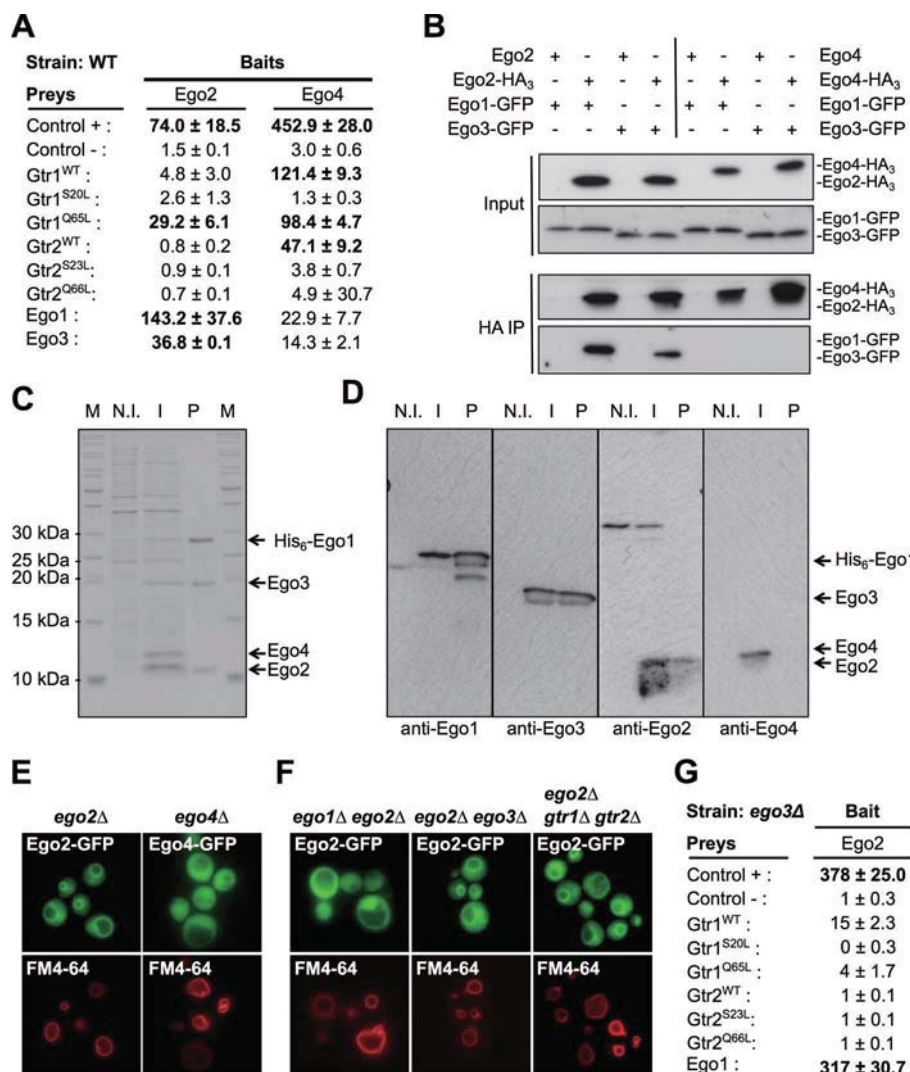 A
Strain: WT Baits
Preys Ego2 Ego4
Control + : 74.0 ± 18.5 452.9 ± 28.0
Control - : 1.5 ± 0.1 3.0 ± 0.6
Gtr1WT : 4.8 ± 3.0 121.4 ± 9.3
Gtr1S20L : 2.6 ± 1.3 1.3 ± 0.3
Gtr1Q65L : 29.2 ± 6.1 98.4 ± 4.7
Gtr2WT : 0.8 ± 0.2 47.1 ± 9.2
Gtr2S23L: 0.9 ± 0.1 3.8 ± 0.7
Gtr2Q66L : 0.7 ± 0.1 4.9 ± 30.7
Ego1 : 143.2 ± 37.6 22.9 ± 7.7
Ego3 : 36.8 ± 0.1 14.3 ± 2.1
B
Ego2 + - + - + - + - Ego4
Ego2-HA3 - + - + - + - + Ego4-HA3
Ego1-GFP + + - - + + - - Ego1-GFP
Ego3-GFP - - + + - - + + Ego3-GFP
Input
-Ego4-HA3
-Ego2-HA3
-Ego1-GFP
-Ego3-GFP
HA IP
-Ego4-HA3
-Ego2-HA3
-Ego1-GFP
-Ego3-GFP
C
M N.I. I P M
30 kDa
25 kDa
20 kDa
15 kDa
10 kDa
His6-Ego1
Ego3
Ego4
Ego2
D
N.I. I P N.I. I P N.I. I P N.I. I P
His6-Ego1
Ego3
Ego4
Ego2
anti-Ego1 anti-Ego3 anti-Ego2 anti-Ego4
E
ego2Δ ego4Δ
Ego2-GFP Ego4-GFP
FM4-64 FM4-64
F
ego1Δ ego2Δ ego2Δ ego3Δ ego2Δ gtr1Δ gtr2Δ
Ego2-GFP Ego2-GFP Ego2-GFP
FM4-64 FM4-64 FM4-64
G
Strain: ego3Δ Bait
Preys Ego2
Control + : 378 ± 25.0
Control - : 1 ± 0.3
Gtr1WT : 15 ± 2.3
Gtr1S20L : 0 ± 0.3
Gtr1Q65L : 4 ± 1.7
Gtr2WT : 1 ± 0.1
Gtr2S23L : 1 ± 0.1
Gtr2Q66L : 1 ± 0.1
Ego1 : 317 ± 30.7